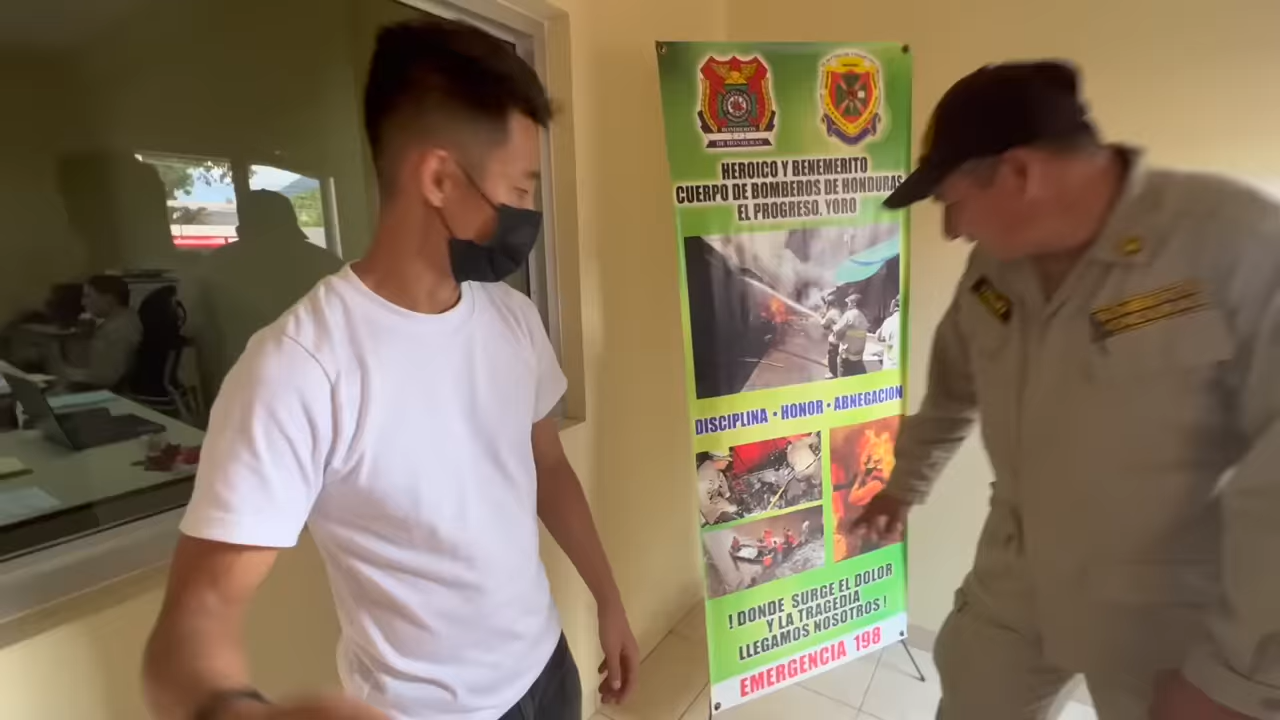 BOMBEROS
DE HONDURAS
HEROICO Y BENEMERITO
CUERPO DE BOMBEROS DE HONDURAS
EL PROGRESO, YORO
DISCIPLINA • HONOR • ABNEGACION
! DONDE SURGE EL DOLOR
Y LA TRAGEDIA
LLEGAMOS NOSOTROS !
EMERGENCIA 198